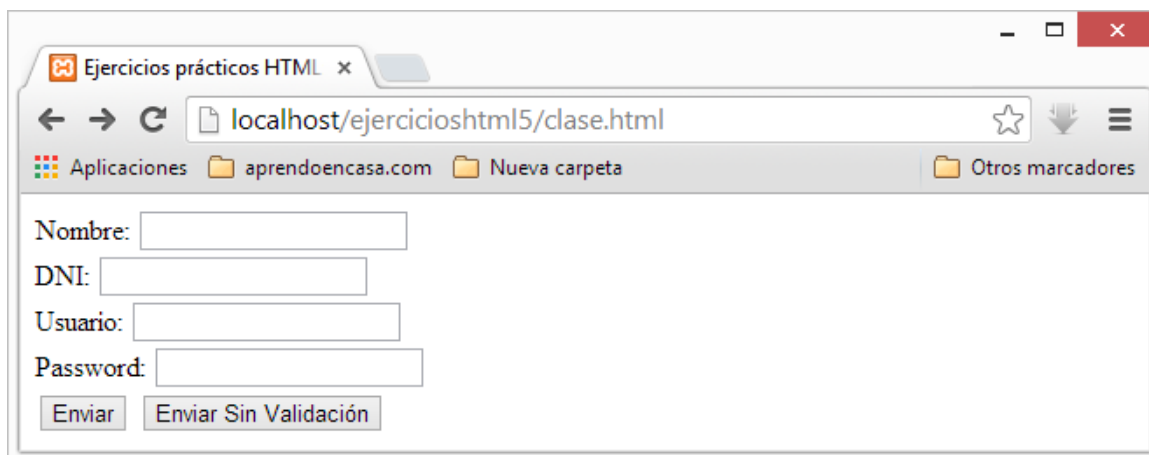 Ejercicios prácticos HTML
localhost/ejercicioshtml5/clase.html
Aplicaciones aprendoencasa.com Nueva carpeta Otros marcadores
Nombre:
DNI:
Usuario:
Password:
Enviar Enviar Sin Validación